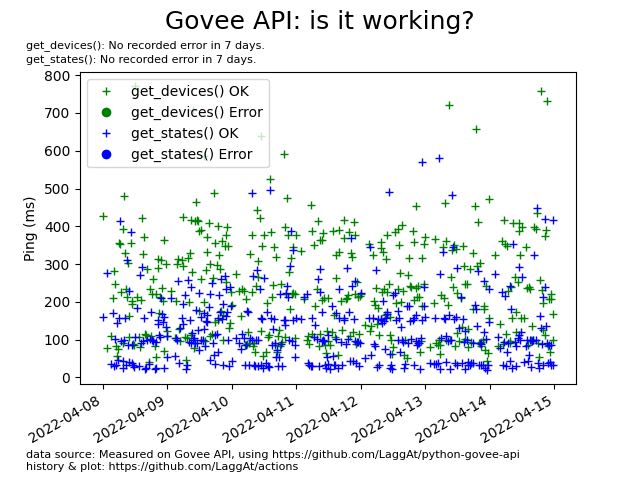 Govee API: is it working?
get_devices(): No recorded error in 7 days.
get_states(): No recorded error in 7 days.
get_devices() OK
get_devices() Error
get_states() OK
get_states() Error
Ping (ms)
800
700
600
500
400
300
200
100
0
2022-04-08
2022-04-09
2022-04-10
2022-04-11
2022-04-12
2022-04-13
2022-04-14
2022-04-15
data source: Measured on Govee API, using https://github.com/LaggAt/python-govee-api
history & plot: https://github.com/LaggAt/actions